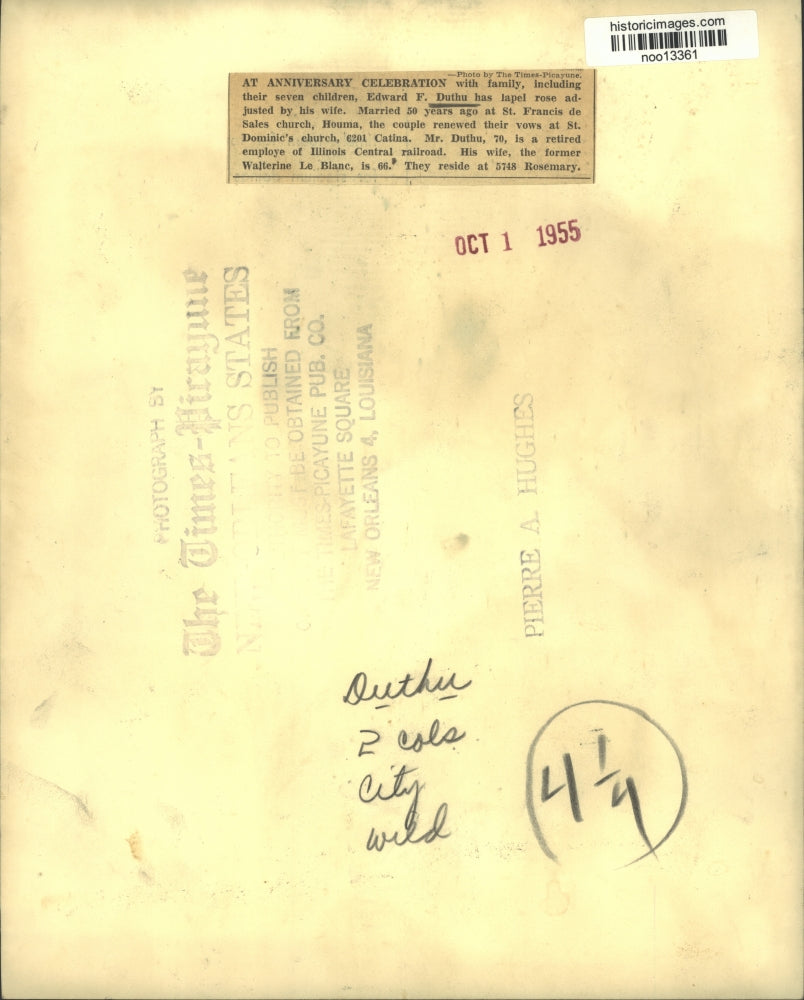 historicimages.com
noo13361
—Photo by The Times-Picayune.
AT ANNIVERSARY CELEBRATION with family, including
their seven children, Edward F. Duthu has lapel rose ad-
justed by his wife. Married 50 years ago at St. Francis de
Sales church, Houma, the couple renewed their vows at St.
Dominic's church, 6201 Catina. Mr. Duthu, 70, is a retired
employe of Illinois Central railroad. His wife, the former
Walterine Le Blanc, is 66. They reside at 5748 Rosemary.
OCT 1 1955
PHOTOGRAPH BY
The Times-Picayune
NEW ORLEANS STATES
TO PUBLISH
BE OBTAINED FROM
THE TIMES-PICAYUNE PUB. CO.
LAFAYETTE SQUARE
NEW ORLEANS 4, LOUISIANA
PIERRE A. HUGHES
Duthu
2 cols
City
wild
4 1/4